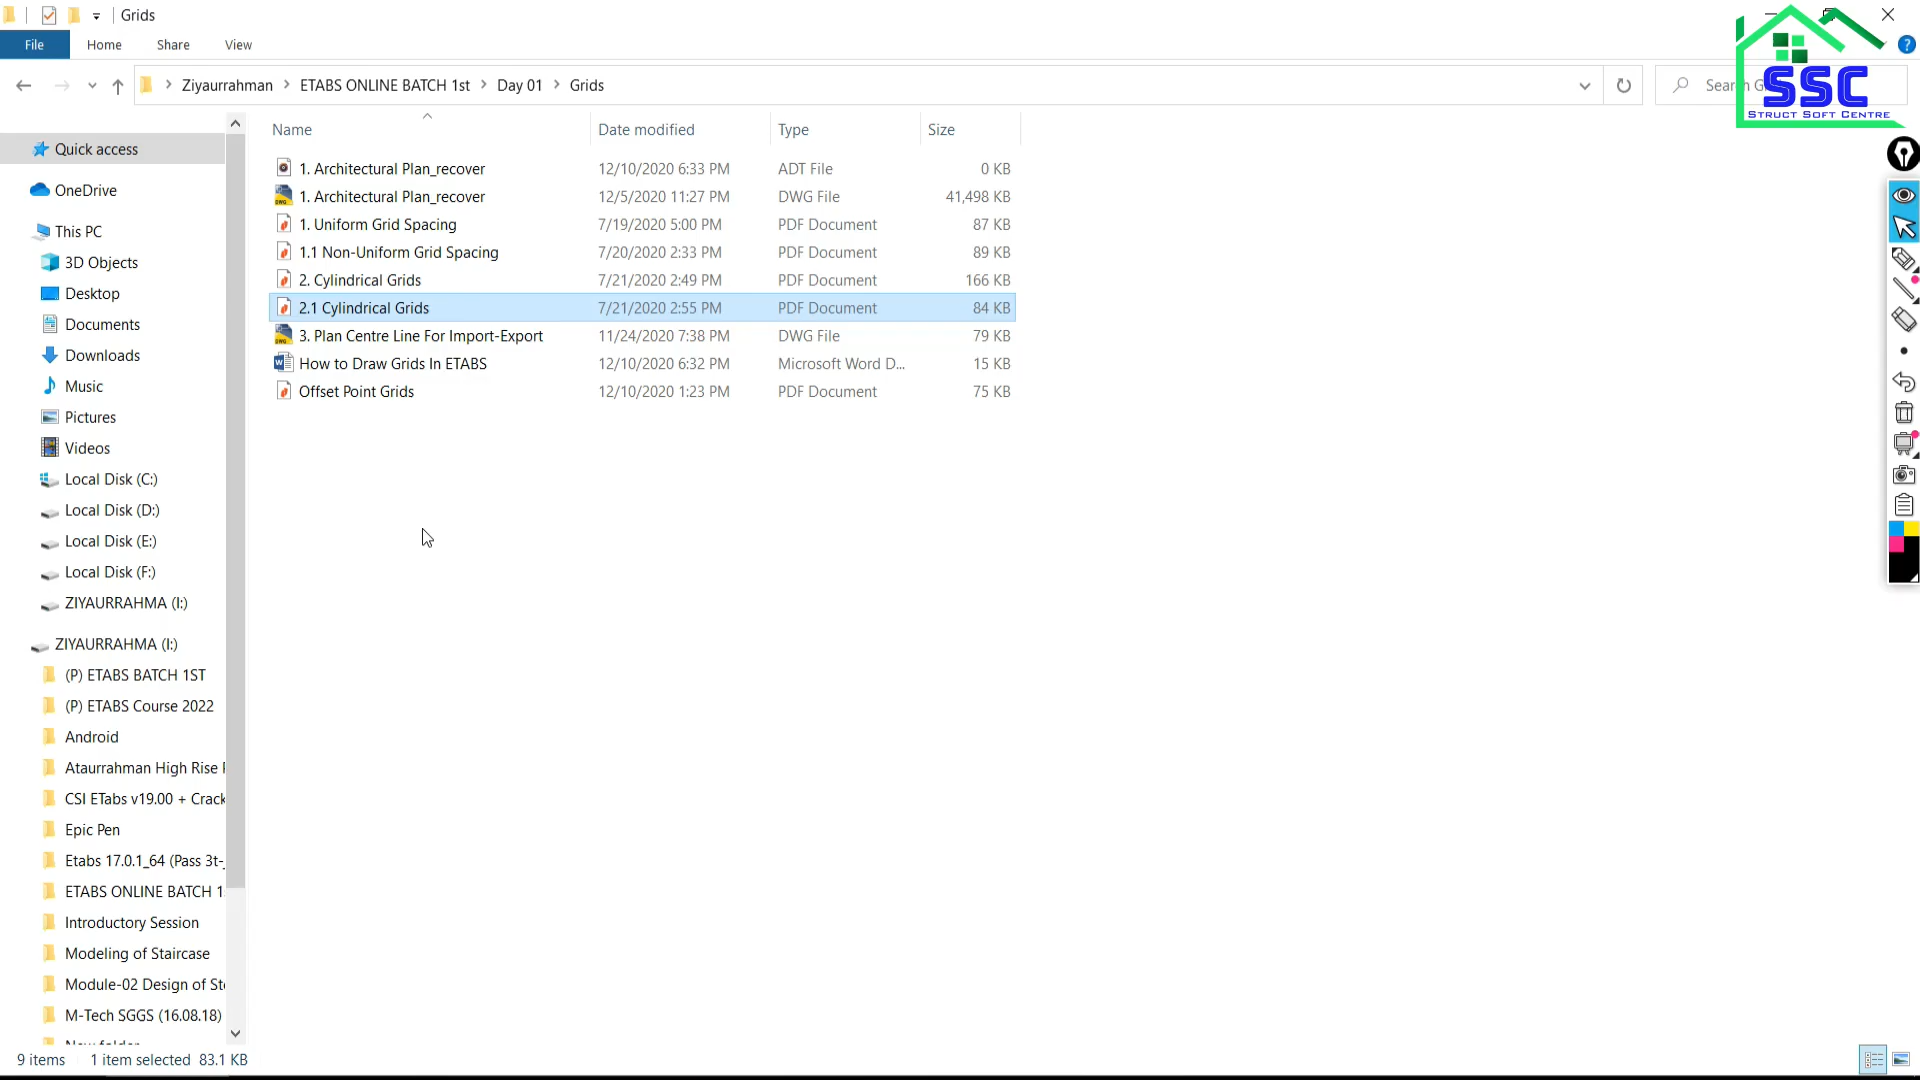 Grids
File Home Share View
Ziyaurrahman ETABS ONLINE BATCH 1st Day 01 Grids
Search G
SSC
STRUCT SOFT CENTRE
Name Date modified Type Size
1. Architectural Plan_recover 12/10/2020 6:33 PM ADT File 0 KB
1. Architectural Plan_recover 12/5/2020 11:27 PM DWG File 41,498 KB
1. Uniform Grid Spacing 7/19/2020 5:00 PM PDF Document 87 KB
1.1 Non-Uniform Grid Spacing 7/20/2020 2:33 PM PDF Document 89 KB
2. Cylindrical Grids 7/21/2020 2:49 PM PDF Document 166 KB
2.1 Cylindrical Grids 7/21/2020 2:55 PM PDF Document 84 KB
3. Plan Centre Line For Import-Export 11/24/2020 7:38 PM DWG File 79 KB
How to Draw Grids In ETABS 12/10/2020 6:32 PM Microsoft Word D... 15 KB
Offset Point Grids 12/10/2020 1:23 PM PDF Document 75 KB
Quick access
OneDrive
This PC
3D Objects
Desktop
Documents
Downloads
Music
Pictures
Videos
Local Disk (C:)
Local Disk (D:)
Local Disk (E:)
Local Disk (F:)
ZIYAURRAHMA (I:)
ZIYAURRAHMA (I:)
(P) ETABS BATCH 1ST
(P) ETABS Course 2022
Android
Ataurrahman High Rise
CSI ETabs v19.00 + Crack
Epic Pen
Etabs 17.0.1_64 (Pass 3t-
ETABS ONLINE BATCH 1
Introductory Session
Modeling of Staircase
Module-02 Design of St
M-Tech SGGS (16.08.18)
9 items 1 item selected 83.1 KB